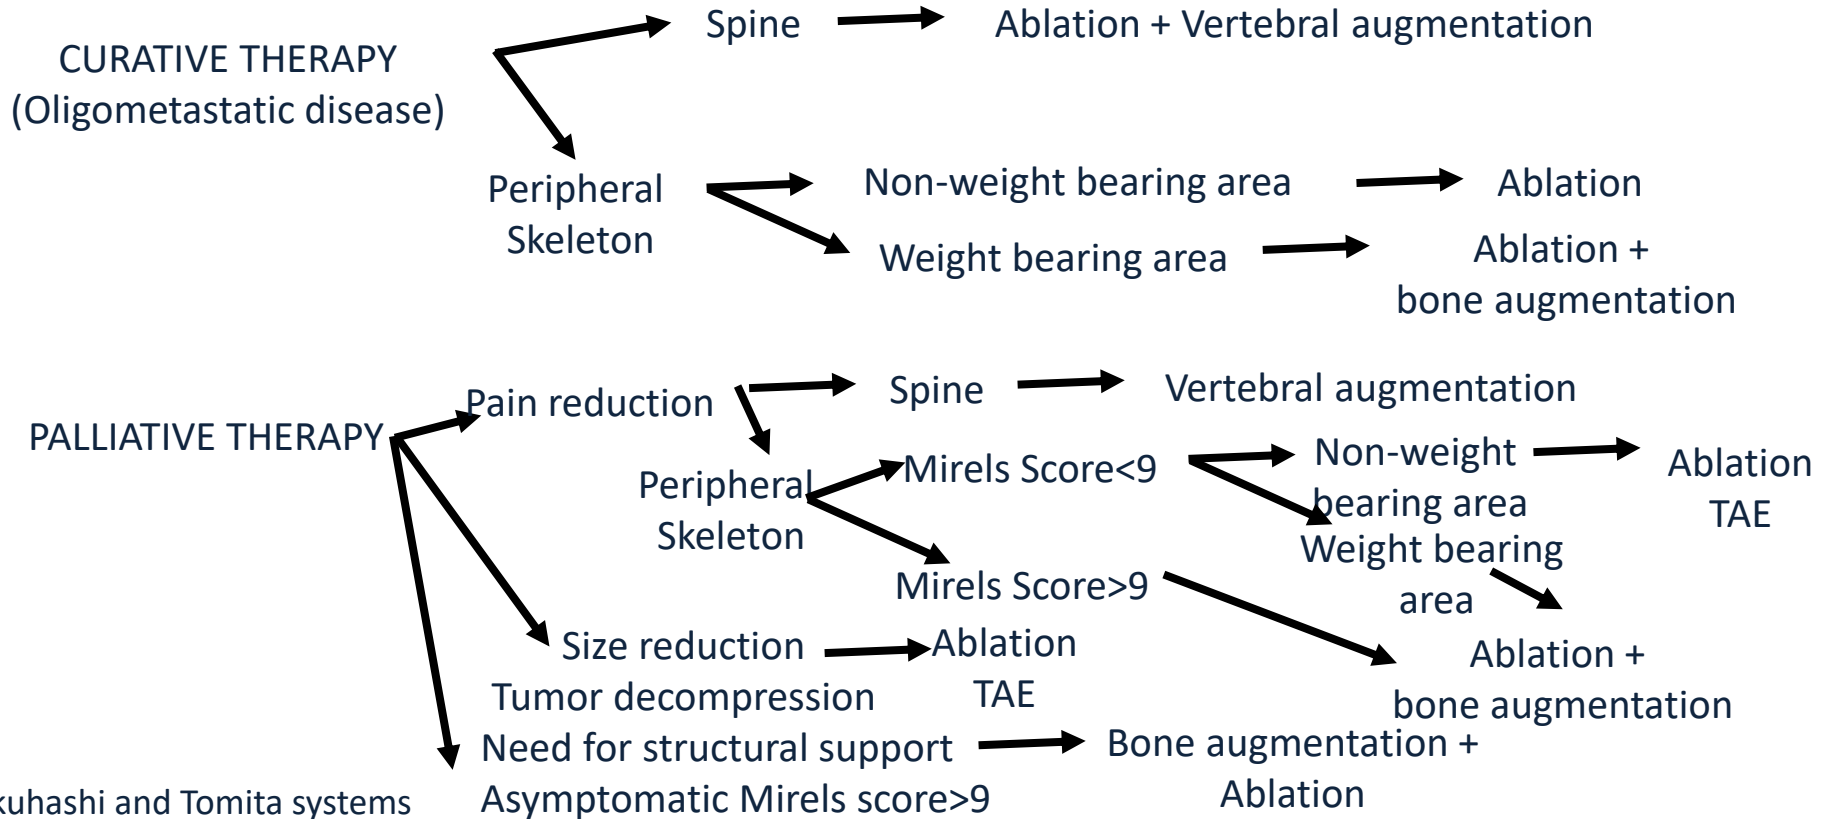 CURATIVE THERAPY
(Oligometastatic disease)
Spine
Ablation + Vertebral augmentation
Peripheral
Skeleton
Non-weight bearing area
Ablation
Weight bearing area
Ablation +
bone augmentation
PALLIATIVE THERAPY
Pain reduction
Spine
Vertebral augmentation
Peripheral
Skeleton
Mirels Score<9
Non-weight
bearing area
Ablation
TAE
Weight bearing
area
Mirels Score>9
Ablation +
bone augmentation
Size reduction
Tumor decompression
Ablation
TAE
Need for structural support
Asymptomatic Mirels score>9
Bone augmentation +
Ablation
and Tomita systems